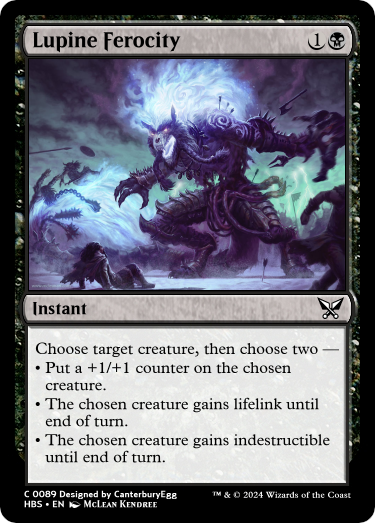 Lupine Ferocity 1
Instant
Choose target creature, then choose two —
• Put a +1/+1 counter on the chosen
creature.
• The chosen creature gains lifelink until
end of turn.
• The chosen creature gains indestructible
until end of turn.
C 0089 Designed by CanterburyEgg
HBS • EN McLean Kendree
™ & © 2024 Wizards of the Coast